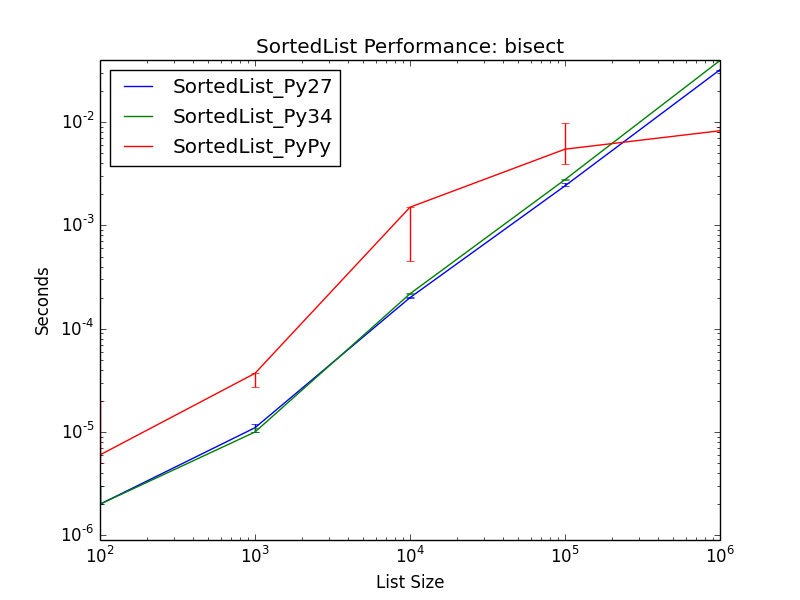 SortedList Performance: bisect
SortedList_Py27
SortedList_Py34
SortedList_PyPy
10^-2
10^-3
10^-4
10^-5
10^-6
Seconds
10^2 10^3 10^4 10^5 10^6
List Size